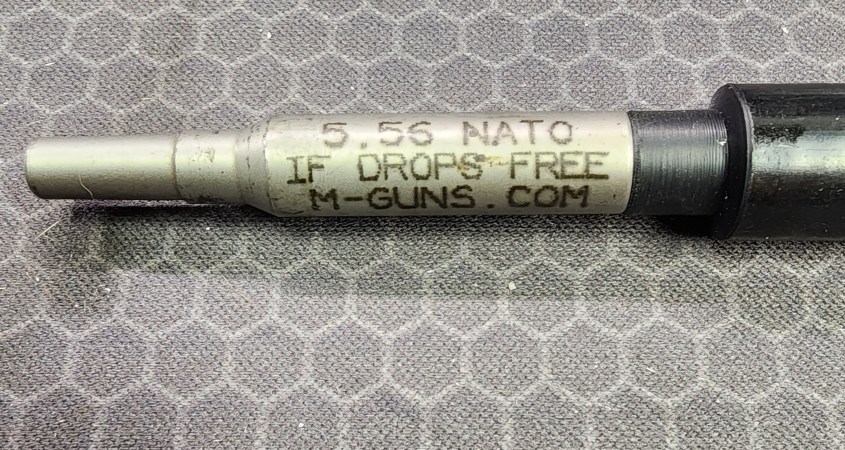 5.56 NATO
IF DROPS FREE
M-GUNS.COM